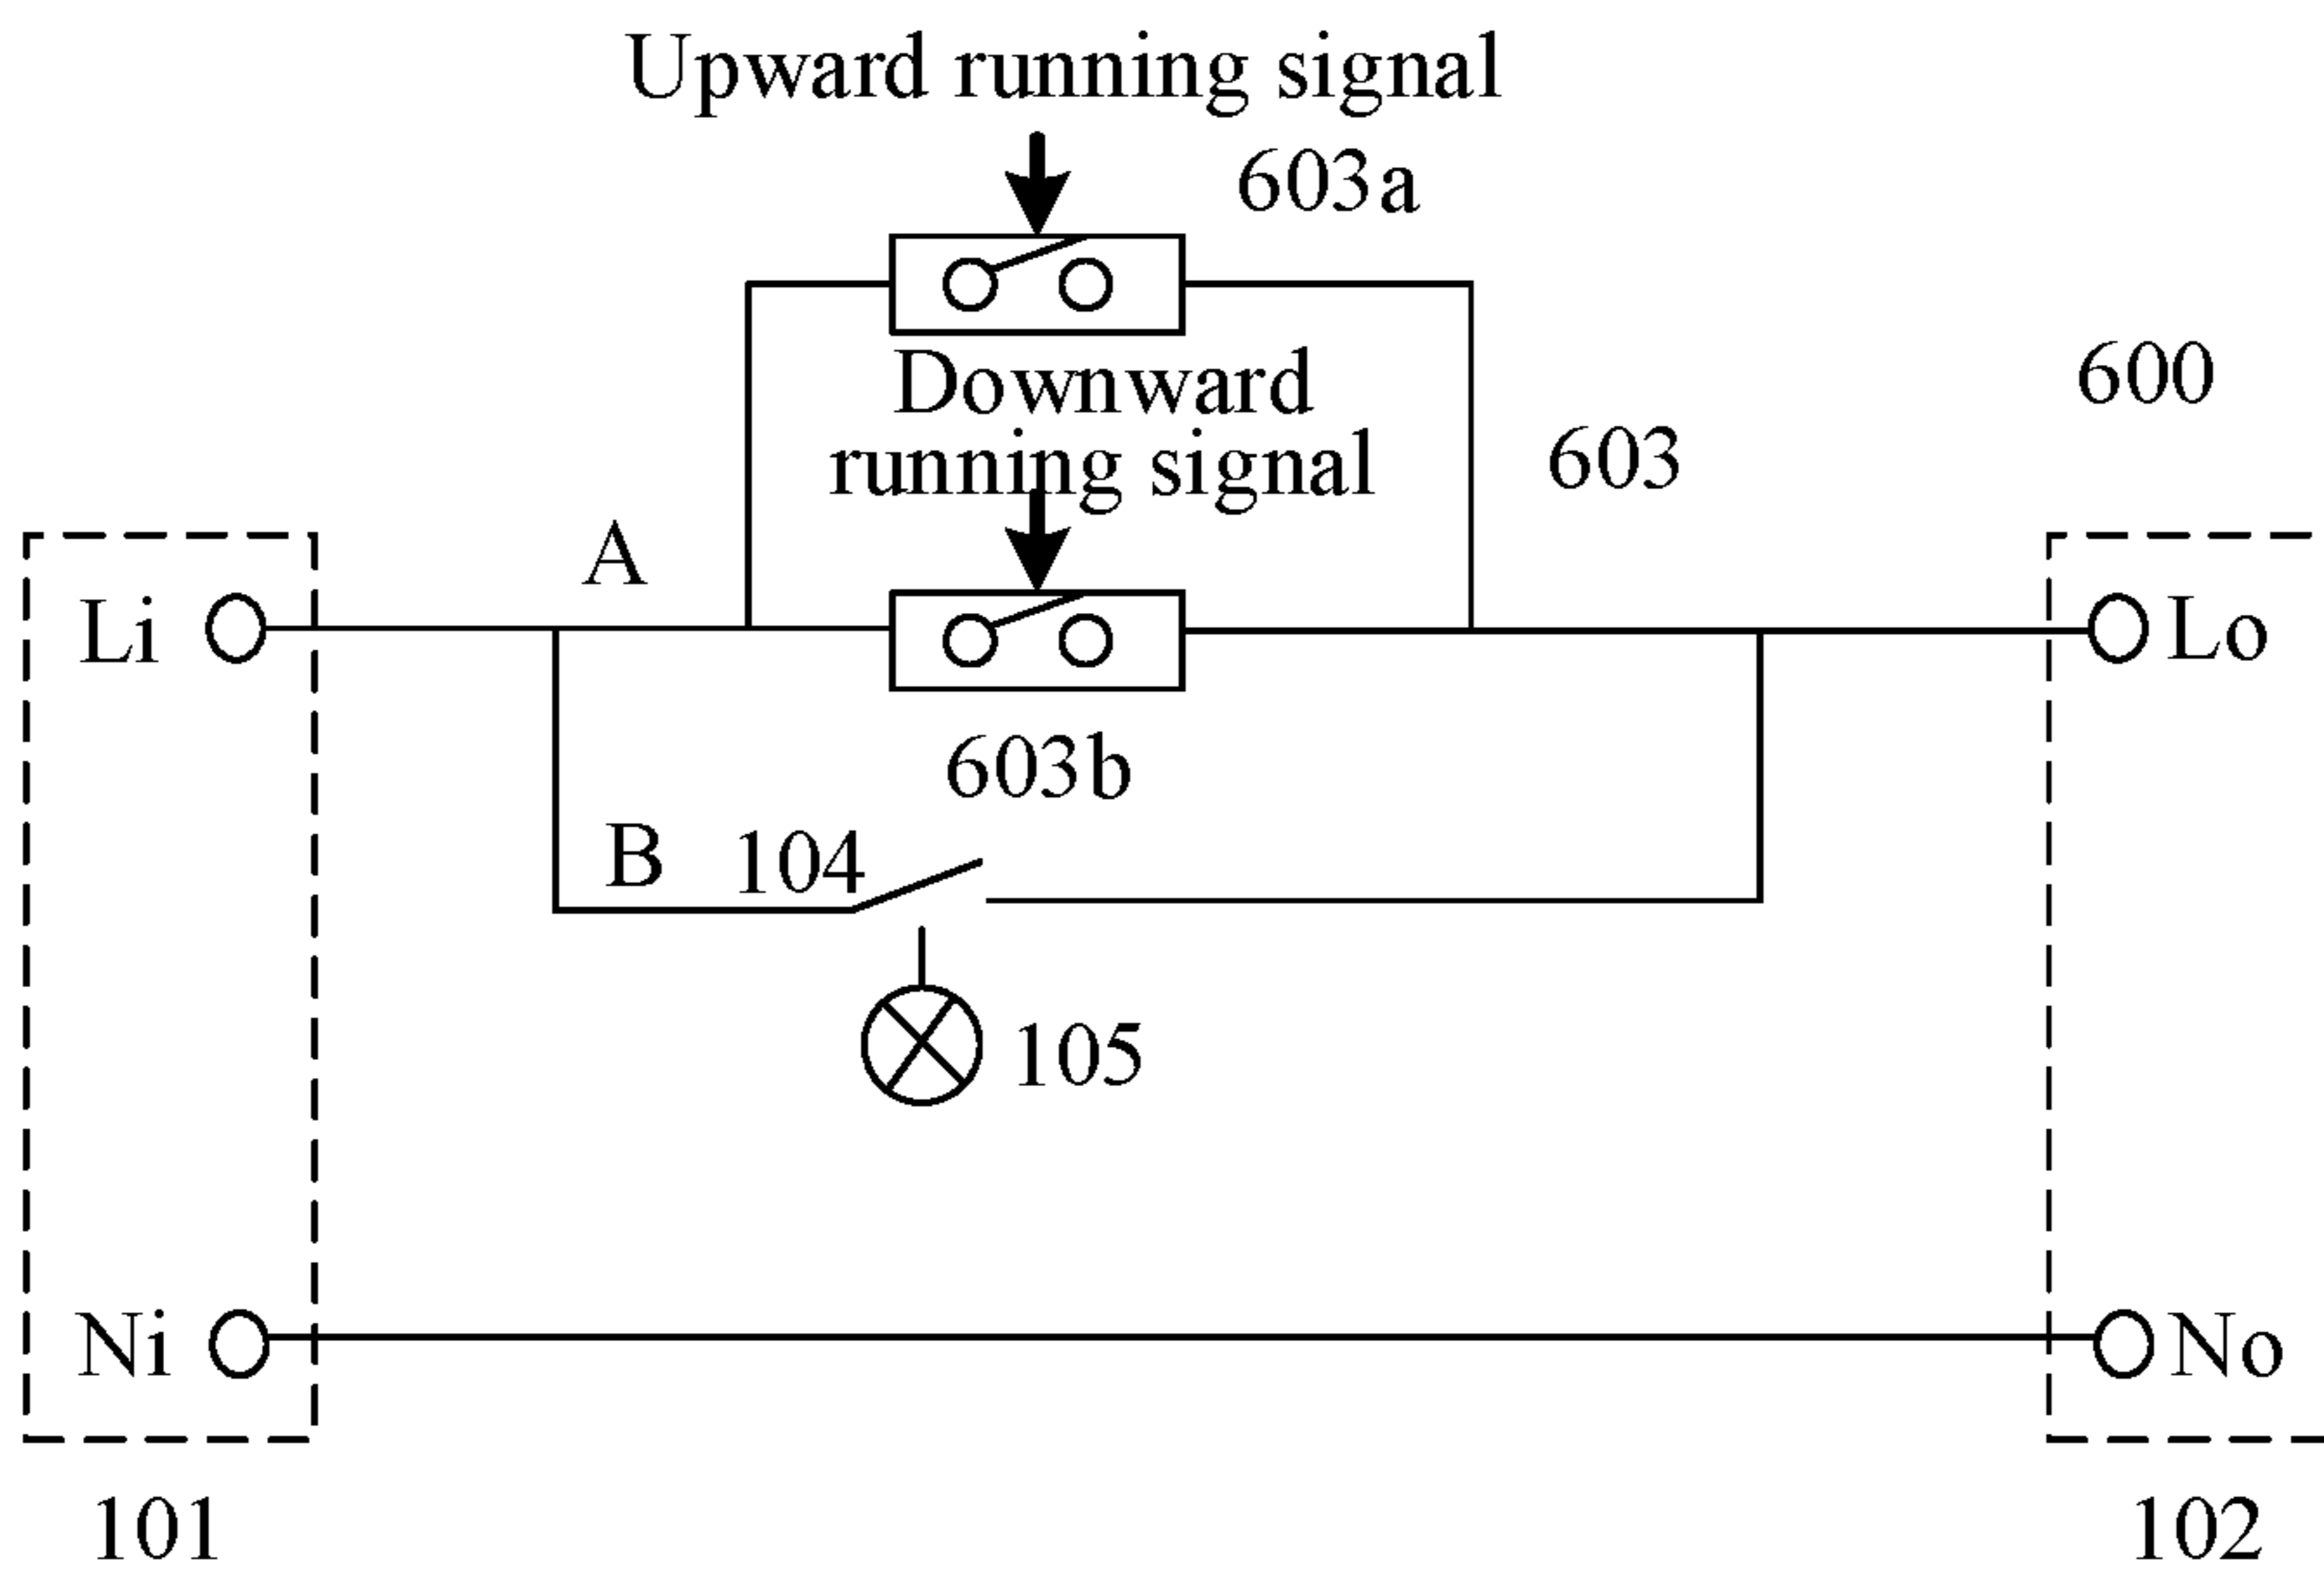 Upward running signal
603a
Downward
running signal
600
603
A
Li
Lo
603b
B
104
105
Ni
No
101
102